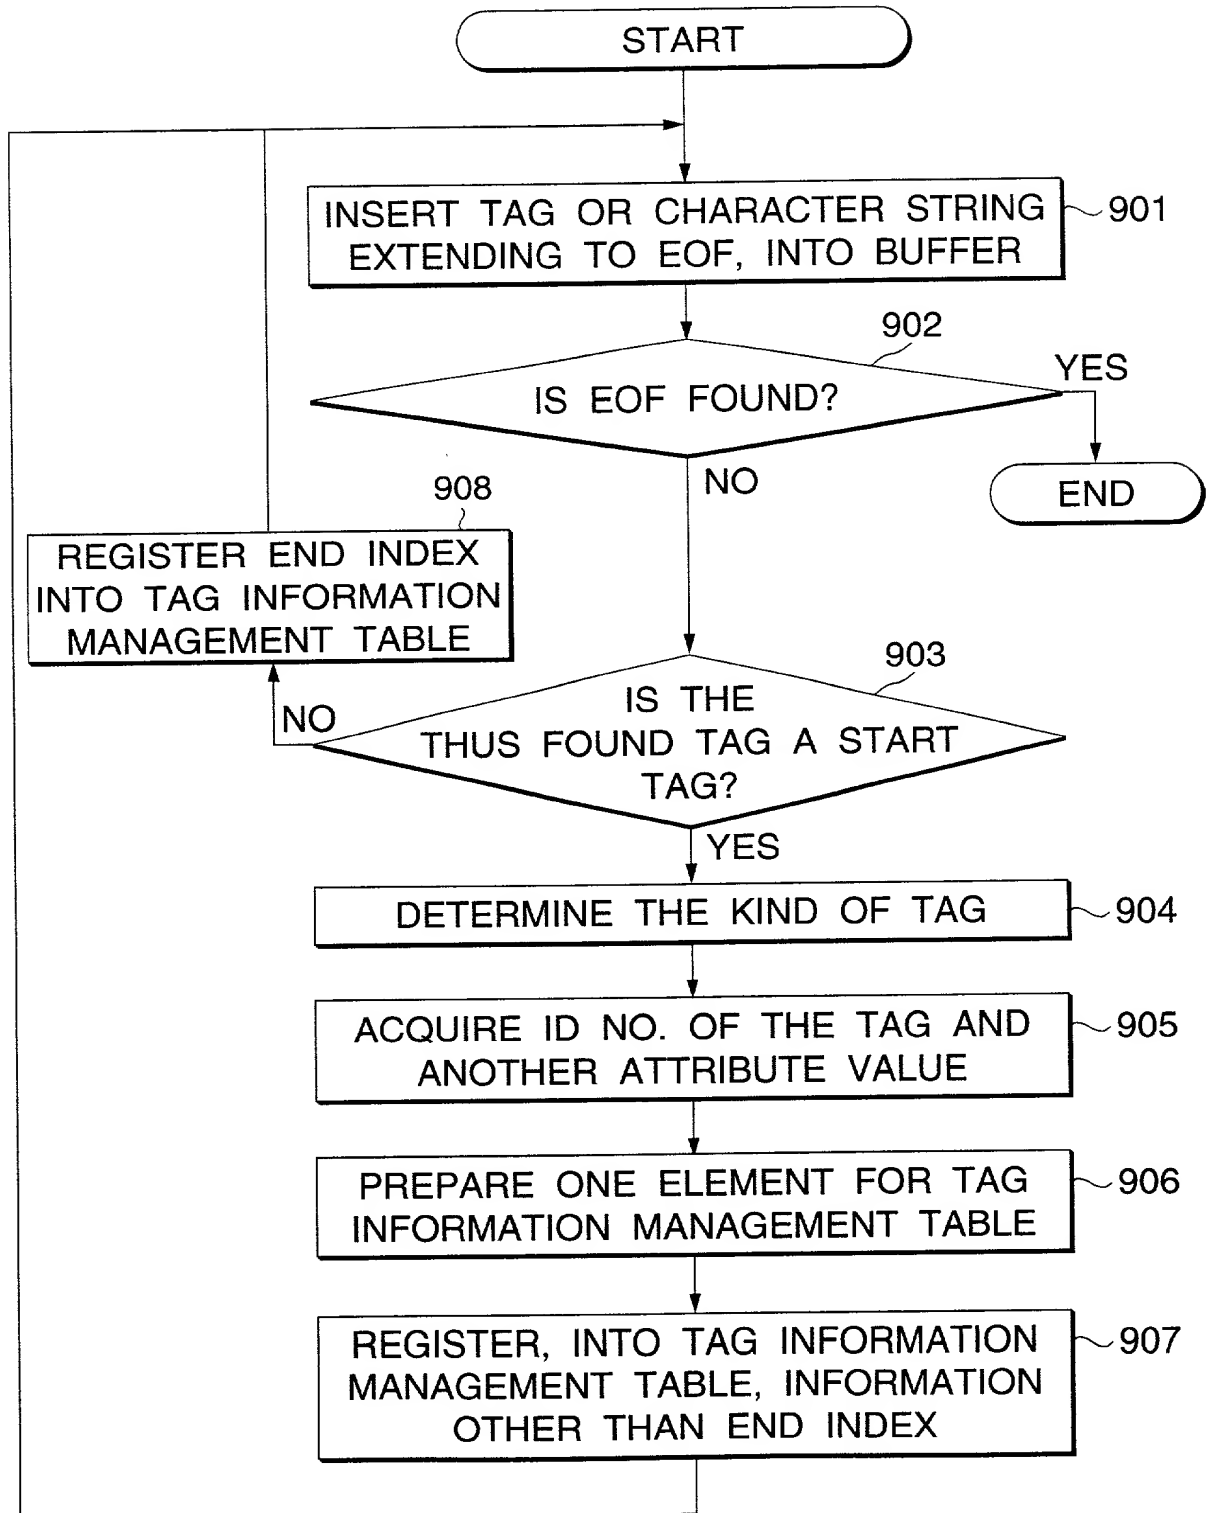 START
INSERT TAG OR CHARACTER STRING
EXTENDING TO EOF, INTO BUFFER
901
902
IS EOF FOUND?
YES
END
NO
908
REGISTER END INDEX
INTO TAG INFORMATION
MANAGEMENT TABLE
903
IS THE
THUS FOUND TAG A START
TAG?
NO
YES
DETERMINE THE KIND OF TAG
904
ACQUIRE ID NO. OF THE TAG AND
ANOTHER ATTRIBUTE VALUE
905
PREPARE ONE ELEMENT FOR TAG
INFORMATION MANAGEMENT TABLE
906
REGISTER, INTO TAG INFORMATION
MANAGEMENT TABLE, INFORMATION
OTHER THAN END INDEX
907